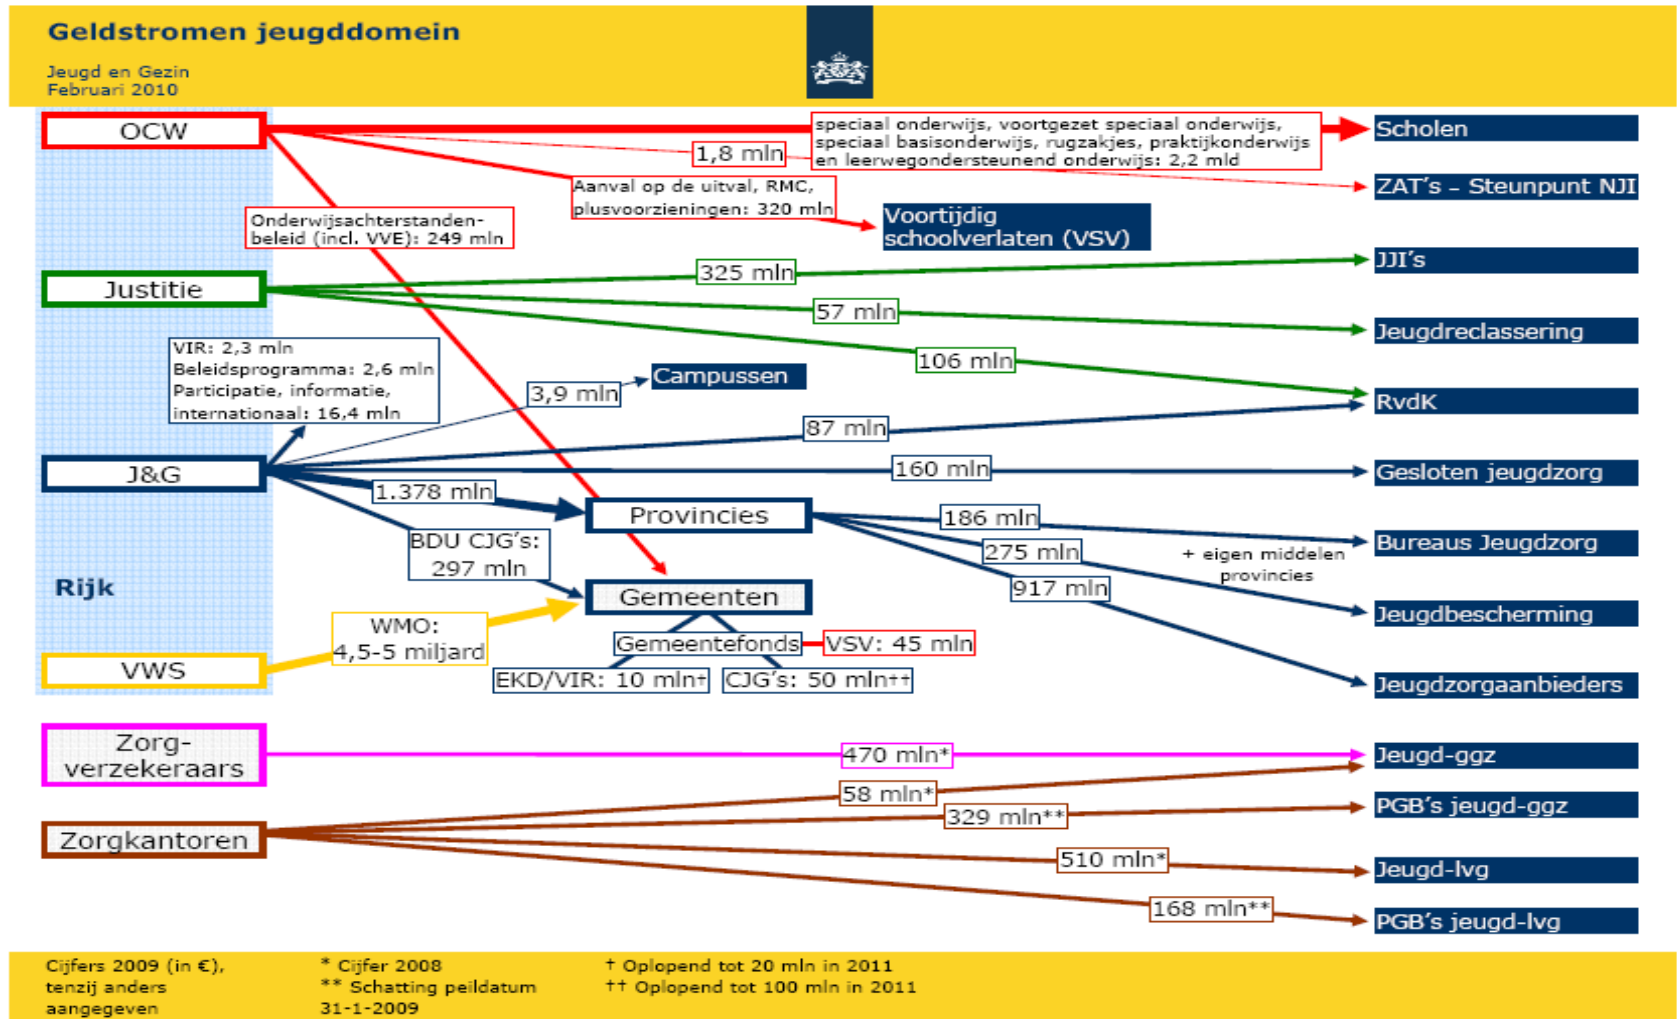 Geldstromen jeugddomein
Jeugd en Gezin
Februari 2010
OCW
speciaal onderwijs, voortgezet speciaal onderwijs,
speciaal basisonderwijs, rugzakjes, praktijkonderwijs
en leerwegondersteunend onderwijs: 2,2 mld
Scholen
1,8 mln
ZAT's – Steunpunt NJI
Aanval op de uitval, RMC,
plusvoorzieningen: 320 mln
Voortijdig
schoolverlaten (VSV)
Onderwijsachterstanden-
beleid (incl. VVE): 249 mln
Justitie
325 mln
JJI's
57 mln
Jeugdreclassering
106 mln
RvdK
VIR: 2,3 mln
Beleidsprogramma: 2,6 mln
Participatie, informatie,
internationaal: 16,4 mln
3,9 mln
Campussen
87 mln
J&G
160 mln
Gesloten jeugdzorg
1.378 mln
Provincies
186 mln
Bureaus Jeugdzorg
275 mln
+ eigen middelen
provincies
917 mln
Jeugdbescherming
Jeugdzorgaanbieders
BDU CJG's:
297 mln
Rijk
Gemeenten
WMO:
4,5-5 miljard
VWS
Gemeentefonds
VSV: 45 mln
EKD/VIR: 10 mln†
CJG's: 50 mln††
Zorg-
verzekeraars
470 mln*
Jeugd-ggz
58 mln*
329 mln**
PGB's jeugd-ggz
Zorgkantoren
510 mln*
Jeugd-lvg
168 mln**
PGB's jeugd-lvg
Cijfers 2009 (in €),
tenzij anders
aangegeven
* Cijfer 2008
** Schatting peildatum
31-1-2009
† Oplopend tot 20 mln in 2011
†† Oplopend tot 100 mln in 2011